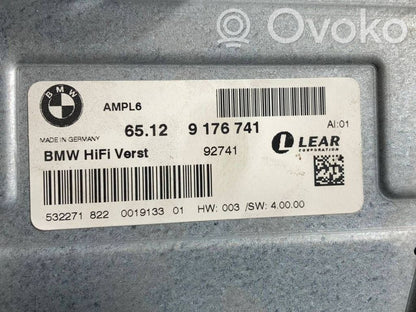 Ovoko
BMW
AMPL6
MADE IN GERMANY
65.12 9 176 741
AI:01
BMW HiFi Verst 92741
L LEAR
CORPORATION
532271 822 0019133 01 HW: 003 /SW: 4.00.00